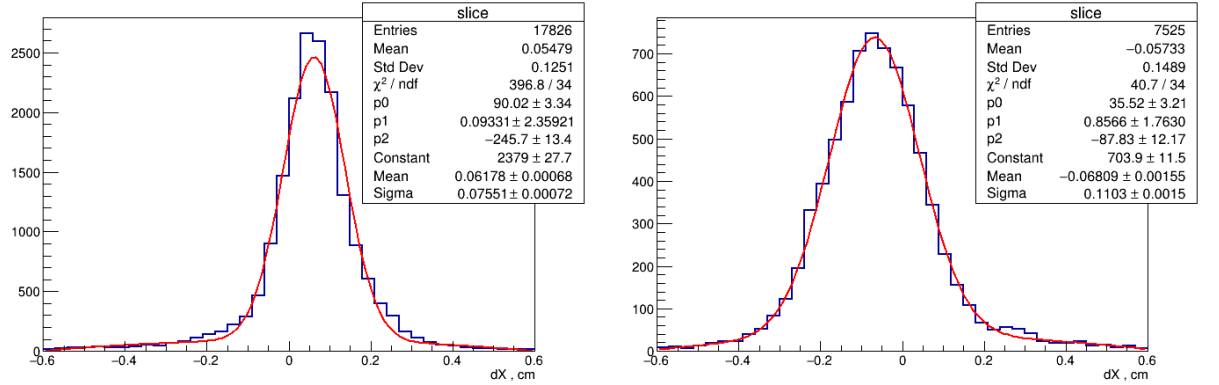 slice
Entries 17826
Mean 0.05479
Std Dev 0.1251
χ² / ndf 396.8 / 34
p0 90.02 ± 3.34
p1 0.09331 ± 2.35921
p2 −245.7 ± 13.4
Constant 2379 ± 27.7
Mean 0.06178 ± 0.00068
Sigma 0.07551 ± 0.00072
2500
2000
1500
1000
500
0
−0.6 −0.4 −0.2 0 0.2 0.4 0.6
dX , cm
slice
Entries 7525
Mean −0.05733
Std Dev 0.1489
χ² / ndf 40.7 / 34
p0 35.52 ± 3.21
p1 0.8566 ± 1.7630
p2 −87.83 ± 12.17
Constant 703.9 ± 11.5
Mean −0.06809 ± 0.00155
Sigma 0.1103 ± 0.0015
700
600
500
400
300
200
100
0
−0.6 −0.4 −0.2 0 0.2 0.4 0.6
dX , cm